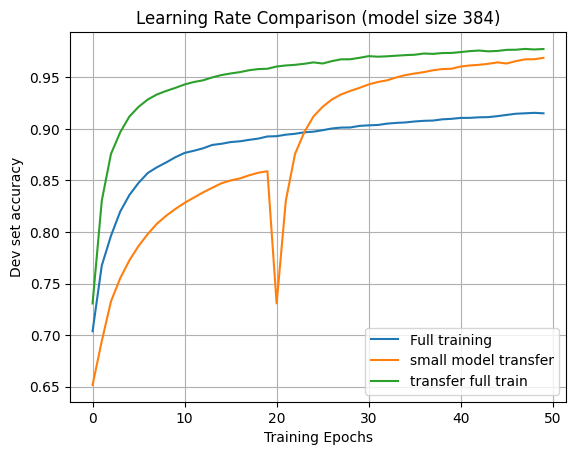 Learning Rate Comparison (model size 384)
Dev set accuracy
0.95
0.90
0.85
0.80
0.75
0.70
0.65
Full training
small model transfer
transfer full train
0 10 20 30 40 50
Training Epochs